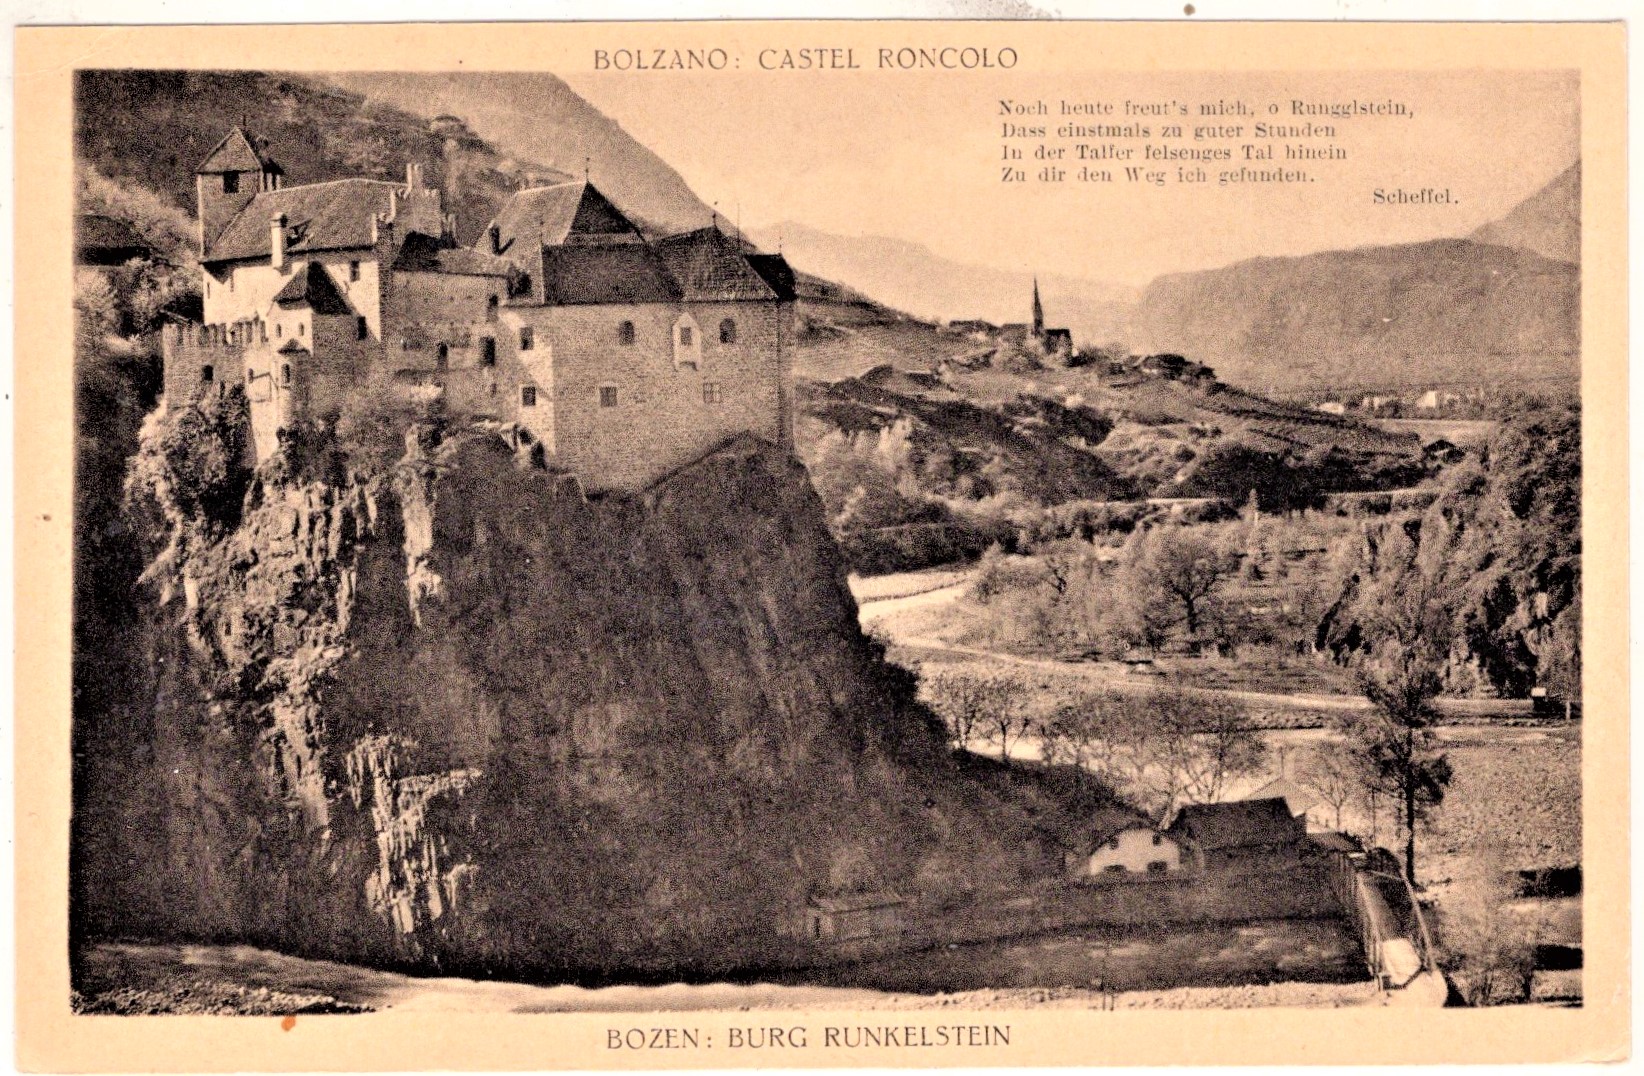 BOLZANO: CASTEL RONCOLO
Noch heute freut's mich, o Rungglstein,
Dass einstmals zu guter Stunden
In der Talfer felsenges Tal hinein
Zu dir den Weg ich gefunden.
Scheffel.
BOZEN: BURG RUNKELSTEIN